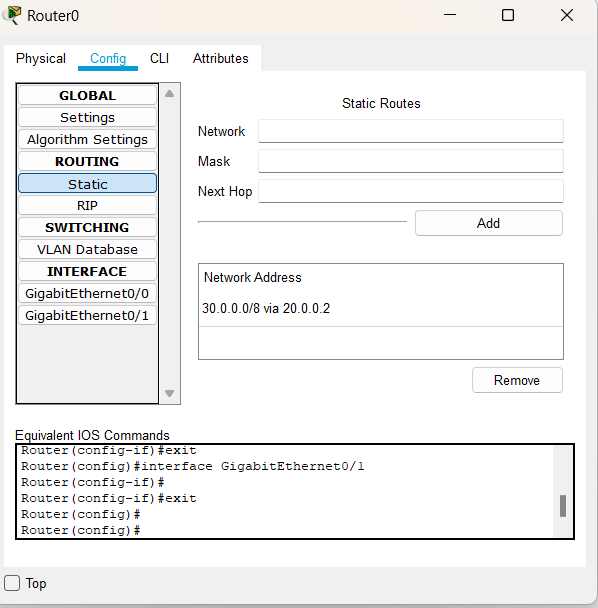 Router0
Physical Config CLI Attributes
GLOBAL
Settings
Algorithm Settings
ROUTING
Static
RIP
SWITCHING
VLAN Database
INTERFACE
GigabitEthernet0/0
GigabitEthernet0/1
Static Routes
Network
Mask
Next Hop
Add
Network Address
30.0.0.0/8 via 20.0.0.2
Remove
Equivalent IOS Commands
Router(config-if)#exit
Router(config)#interface GigabitEthernet0/1
Router(config-if)#
Router(config-if)#exit
Router(config)#
Router(config)#
Top